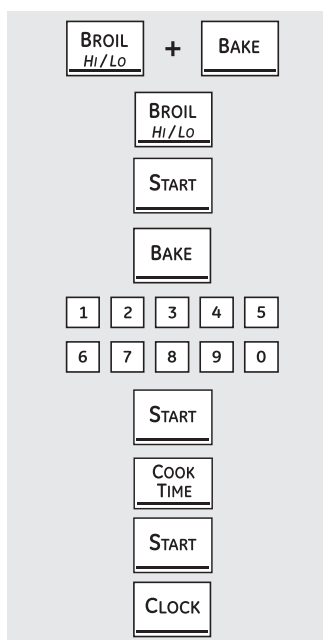 BROIL + BAKE
HI/LO
BROIL
HI/LO
START
BAKE
1 2 3 4 5
6 7 8 9 0
START
COOK
TIME
START
CLOCK